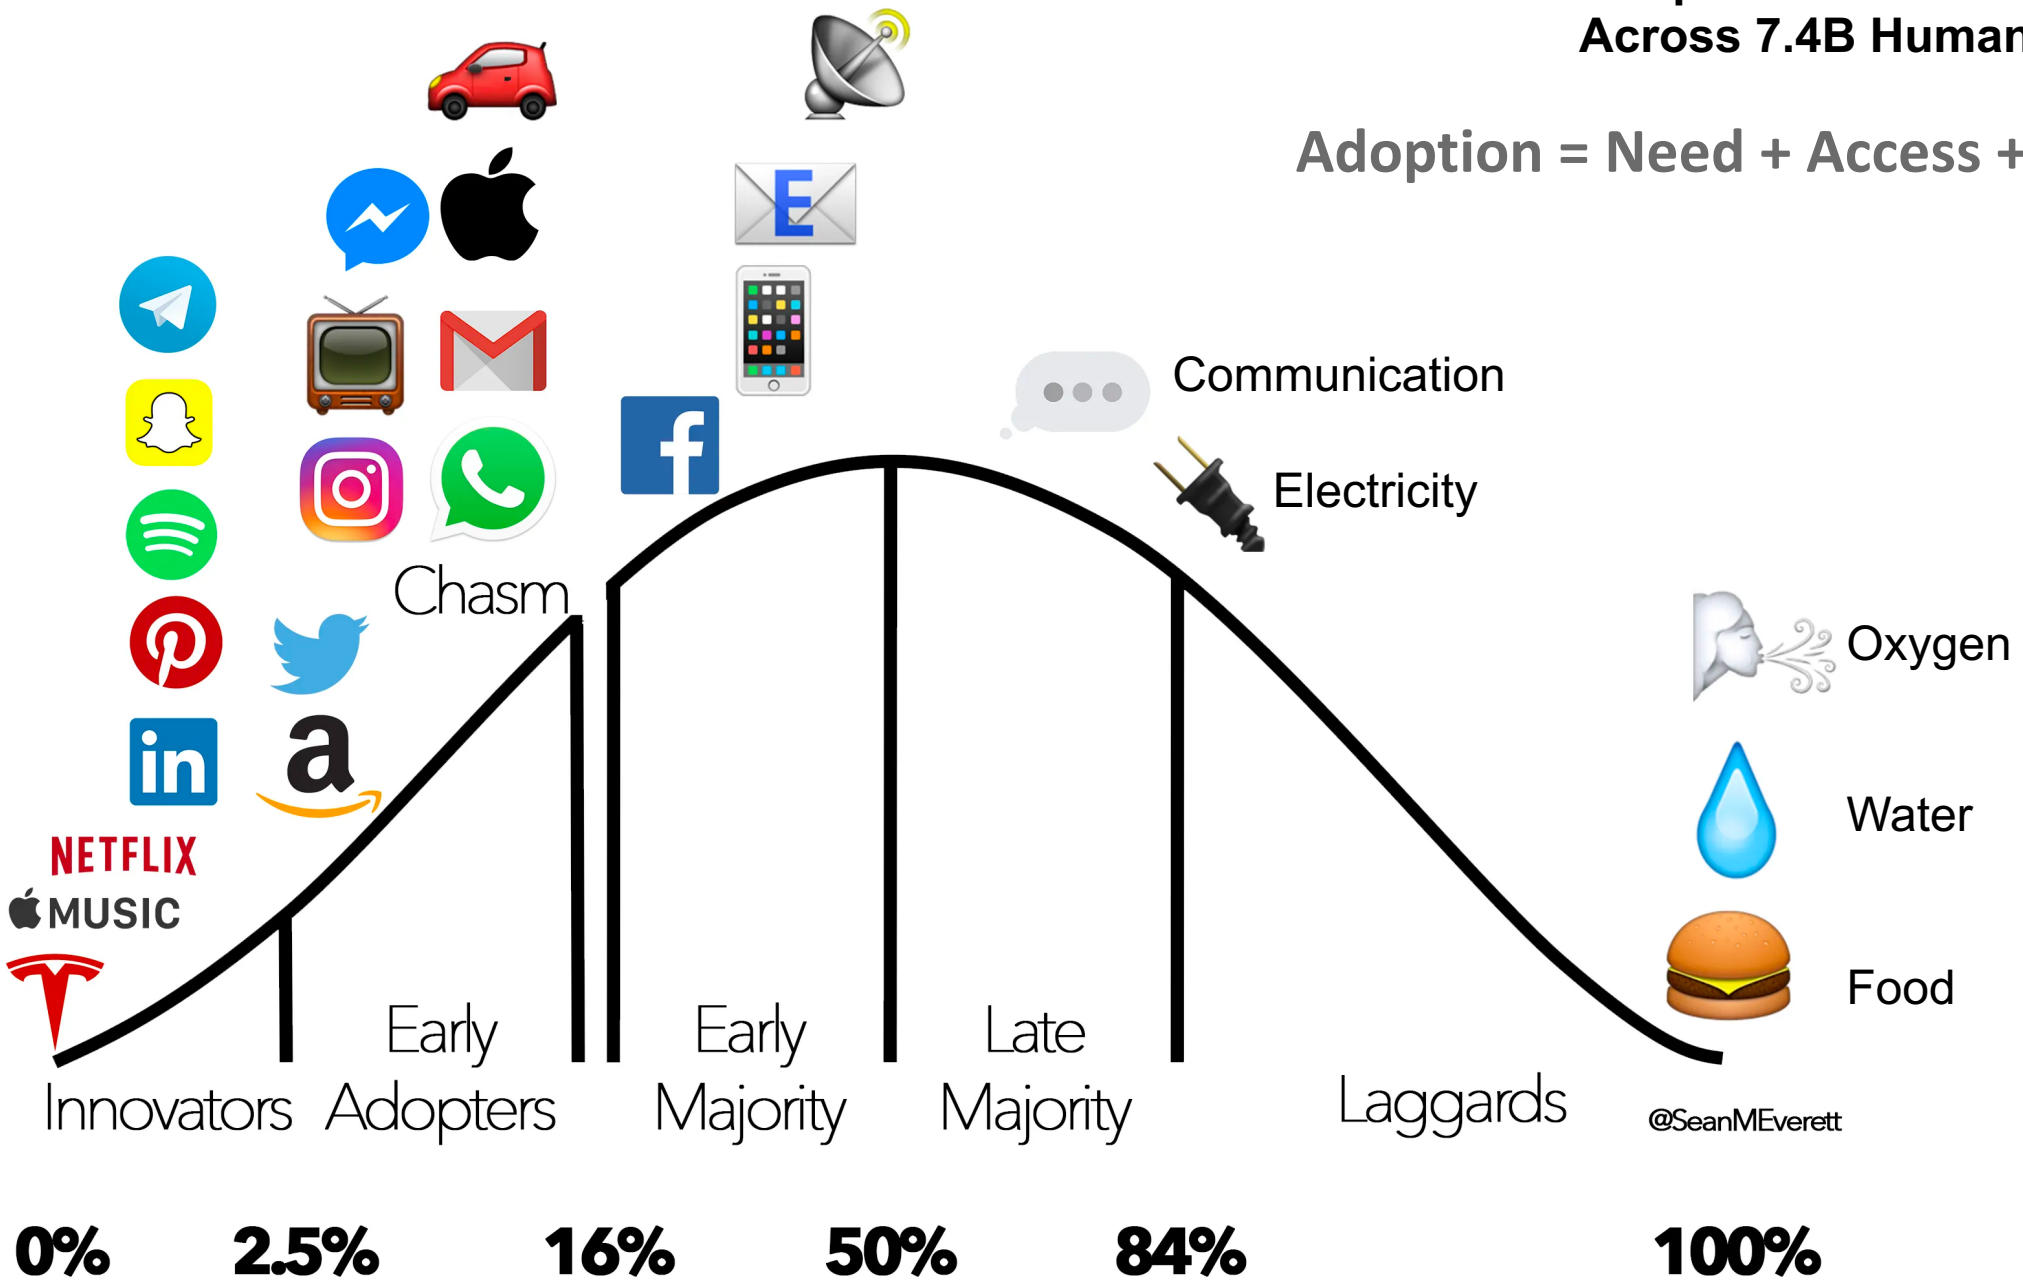 Across 7.4B Human
Adoption = Need + Access +
E
Communication
f
Electricity
Chasm
Oxygen
in
a
Water
NETFLIX
MUSIC
Food
Early
Adopters
Early
Majority
Late
Majority
Innovators
Laggards
@SeanMEverett
0%
2.5%
16%
50%
84%
100%